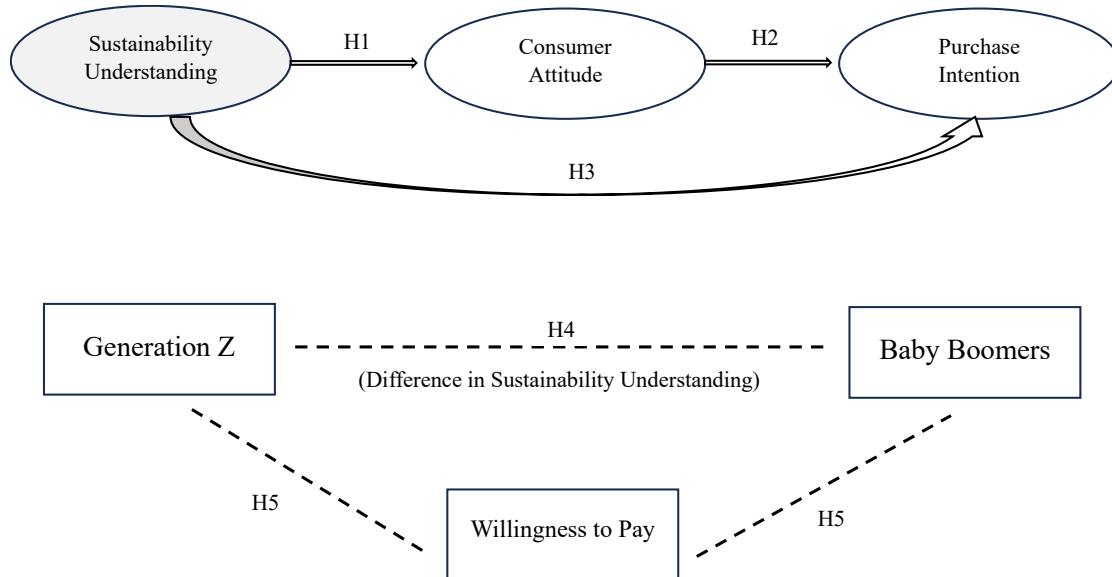 Sustainability
Understanding
H1
Consumer
Attitude
H2
Purchase
Intention
H3
Generation Z
H4
(Difference in Sustainability Understanding)
Baby Boomers
H5
Willingness to Pay
H5